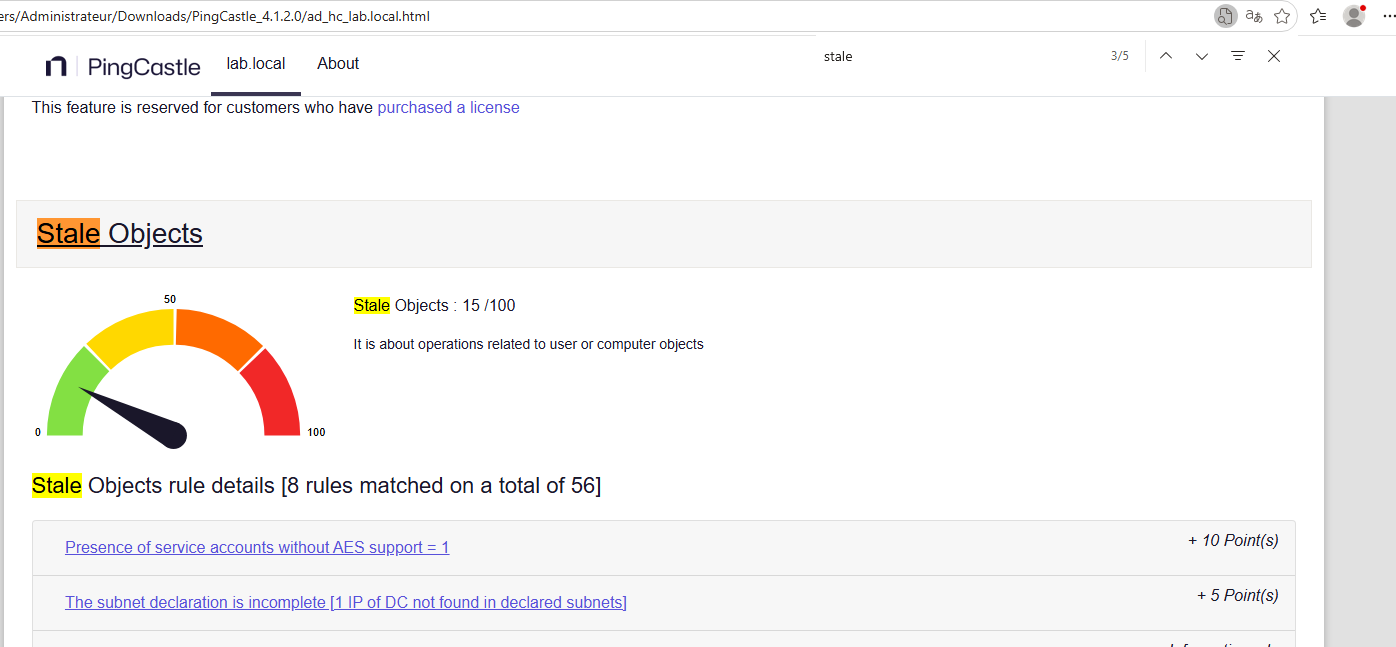 ers/Administrateur/Downloads/PingCastle_4.1.2.0/ad_hc_lab.local.html
PingCastle lab.local About
stale 3/5
This feature is reserved for customers who have purchased a license
Stale Objects
50
0
100
Stale Objects : 15 /100
It is about operations related to user or computer objects
Stale Objects rule details [8 rules matched on a total of 56]
Presence of service accounts without AES support = 1 + 10 Point(s)
The subnet declaration is incomplete [1 IP of DC not found in declared subnets] + 5 Point(s)